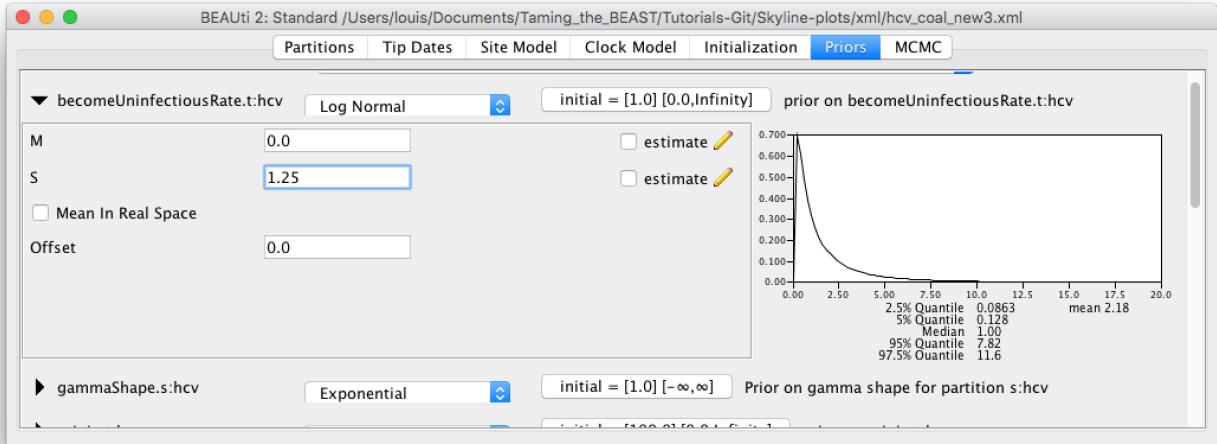 BEAUti 2: Standard /Users/louis/Documents/Taming_the_BEAST/Tutorials-Git/Skyline-plots/xml/hcv_coal_new3.xml
Partitions Tip Dates Site Model Clock Model Initialization Priors MCMC
becomeUninfectiousRate.t:hcv Log Normal initial = [1.0] [0.0,Infinity] prior on becomeUninfectiousRate.t:hcv
M 0.0 estimate
S 1.25 estimate
Mean In Real Space
Offset 0.0
0.700
0.600
0.500
0.400
0.300
0.200
0.100
0.00
0.00 2.50 5.00 7.50 10.0 12.5 15.0 17.5 20.0
2.5% Quantile 0.0863 mean 2.18
5% Quantile 0.128
Median 1.00
95% Quantile 7.82
97.5% Quantile 11.6
gammaShape.s:hcv Exponential initial = [1.0] [-∞,∞] Prior on gamma shape for partition s:hcv